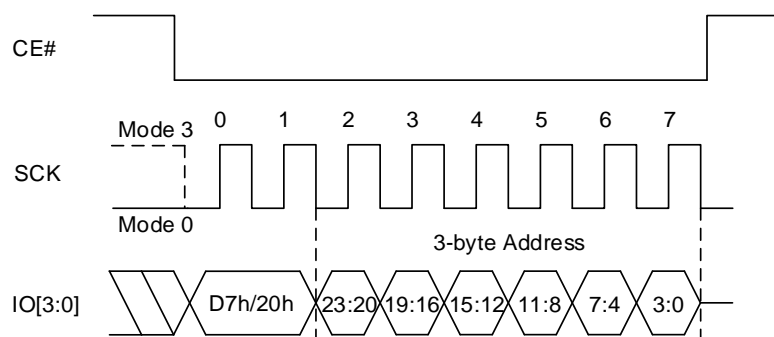 CE#
0 1 2 3 4 5 6 7
Mode 3
SCK
Mode 0
3-byte Address
IO[3:0] D7h/20h 23:20 19:16 15:12 11:8 7:4 3:0